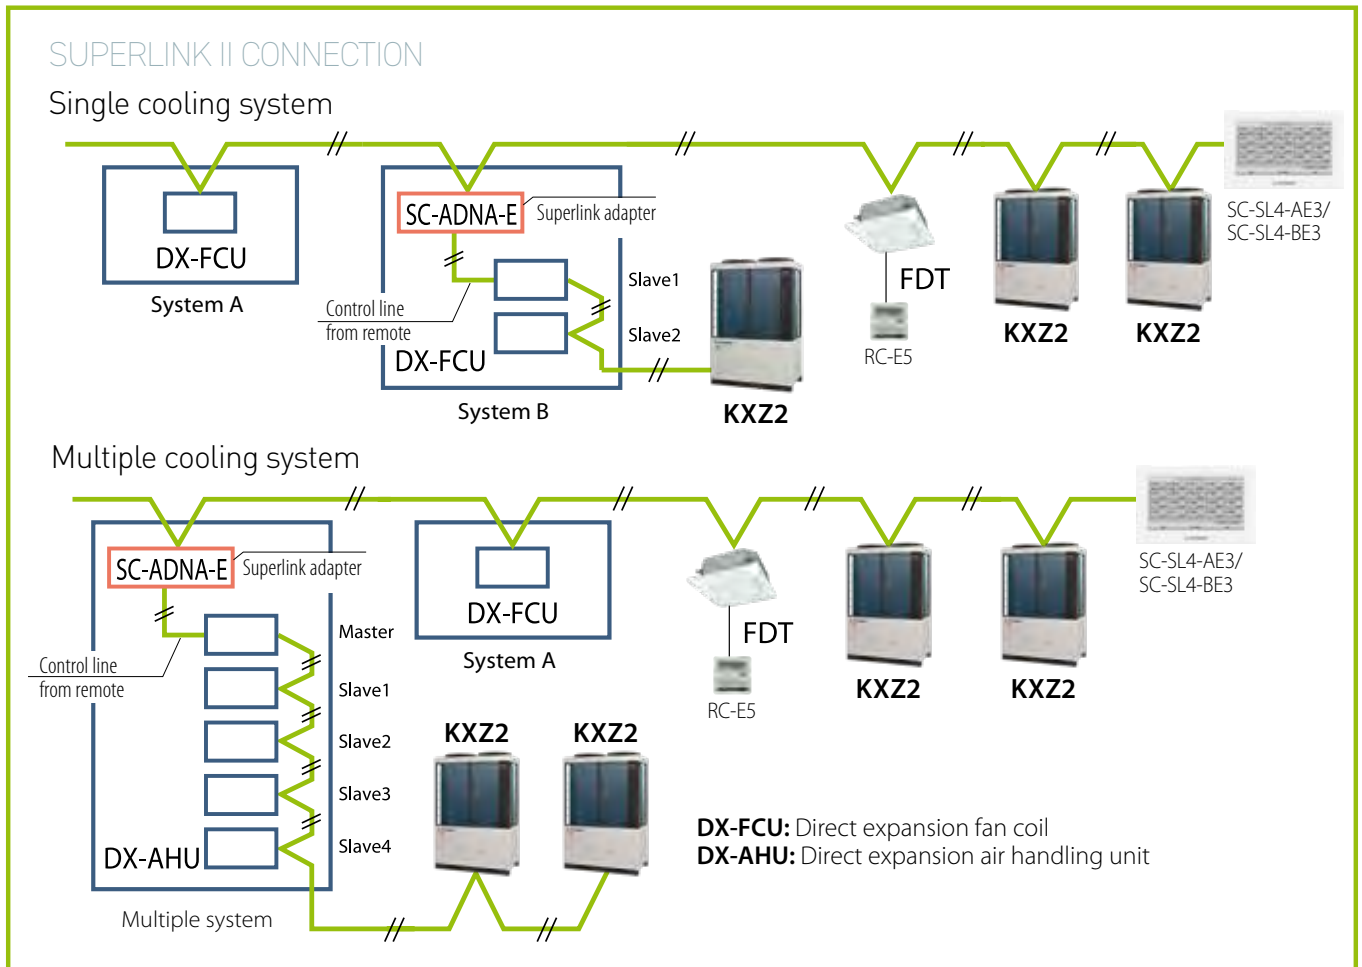 SUPERLINK II CONNECTION
Single cooling system
SC-ADNA-E
Superlink adapter
DX-FCU
System A
Control line
from remote
Slave1
Slave2
DX-FCU
System B
KXZ2
FDT
RC-E5
KXZ2
KXZ2
SC-SL4-AE3/
SC-SL4-BE3
Multiple cooling system
SC-ADNA-E
Superlink adapter
Control line
from remote
Master
Slave1
Slave2
Slave3
Slave4
DX-AHU
Multiple system
DX-FCU
System A
KXZ2
KXZ2
FDT
RC-E5
KXZ2
KXZ2
SC-SL4-AE3/
SC-SL4-BE3
DX-FCU: Direct expansion fan coil
DX-AHU: Direct expansion air handling unit